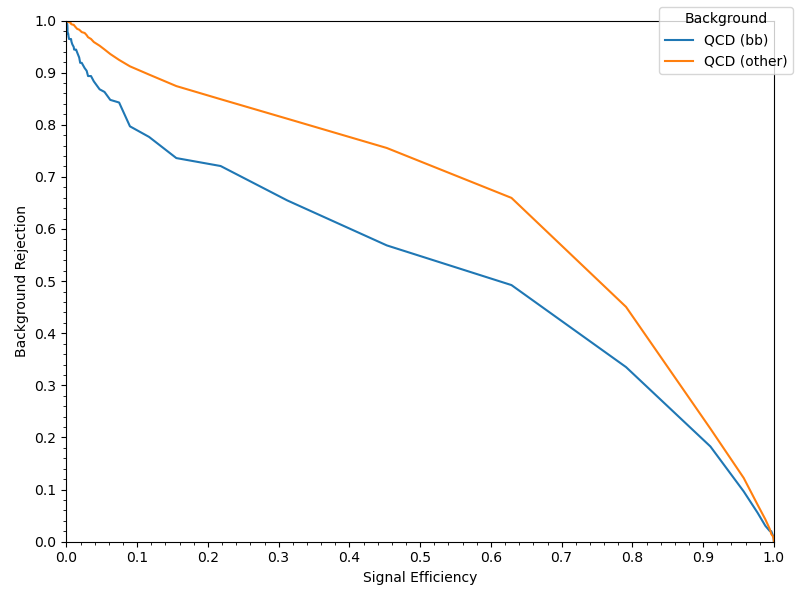 Background
QCD (bb)
QCD (other)
1.0
0.9
0.8
0.7
0.6
0.5
0.4
0.3
0.2
0.1
0.0
Background Rejection
0.0 0.1 0.2 0.3 0.4 0.5 0.6 0.7 0.8 0.9 1.0
Signal Efficiency